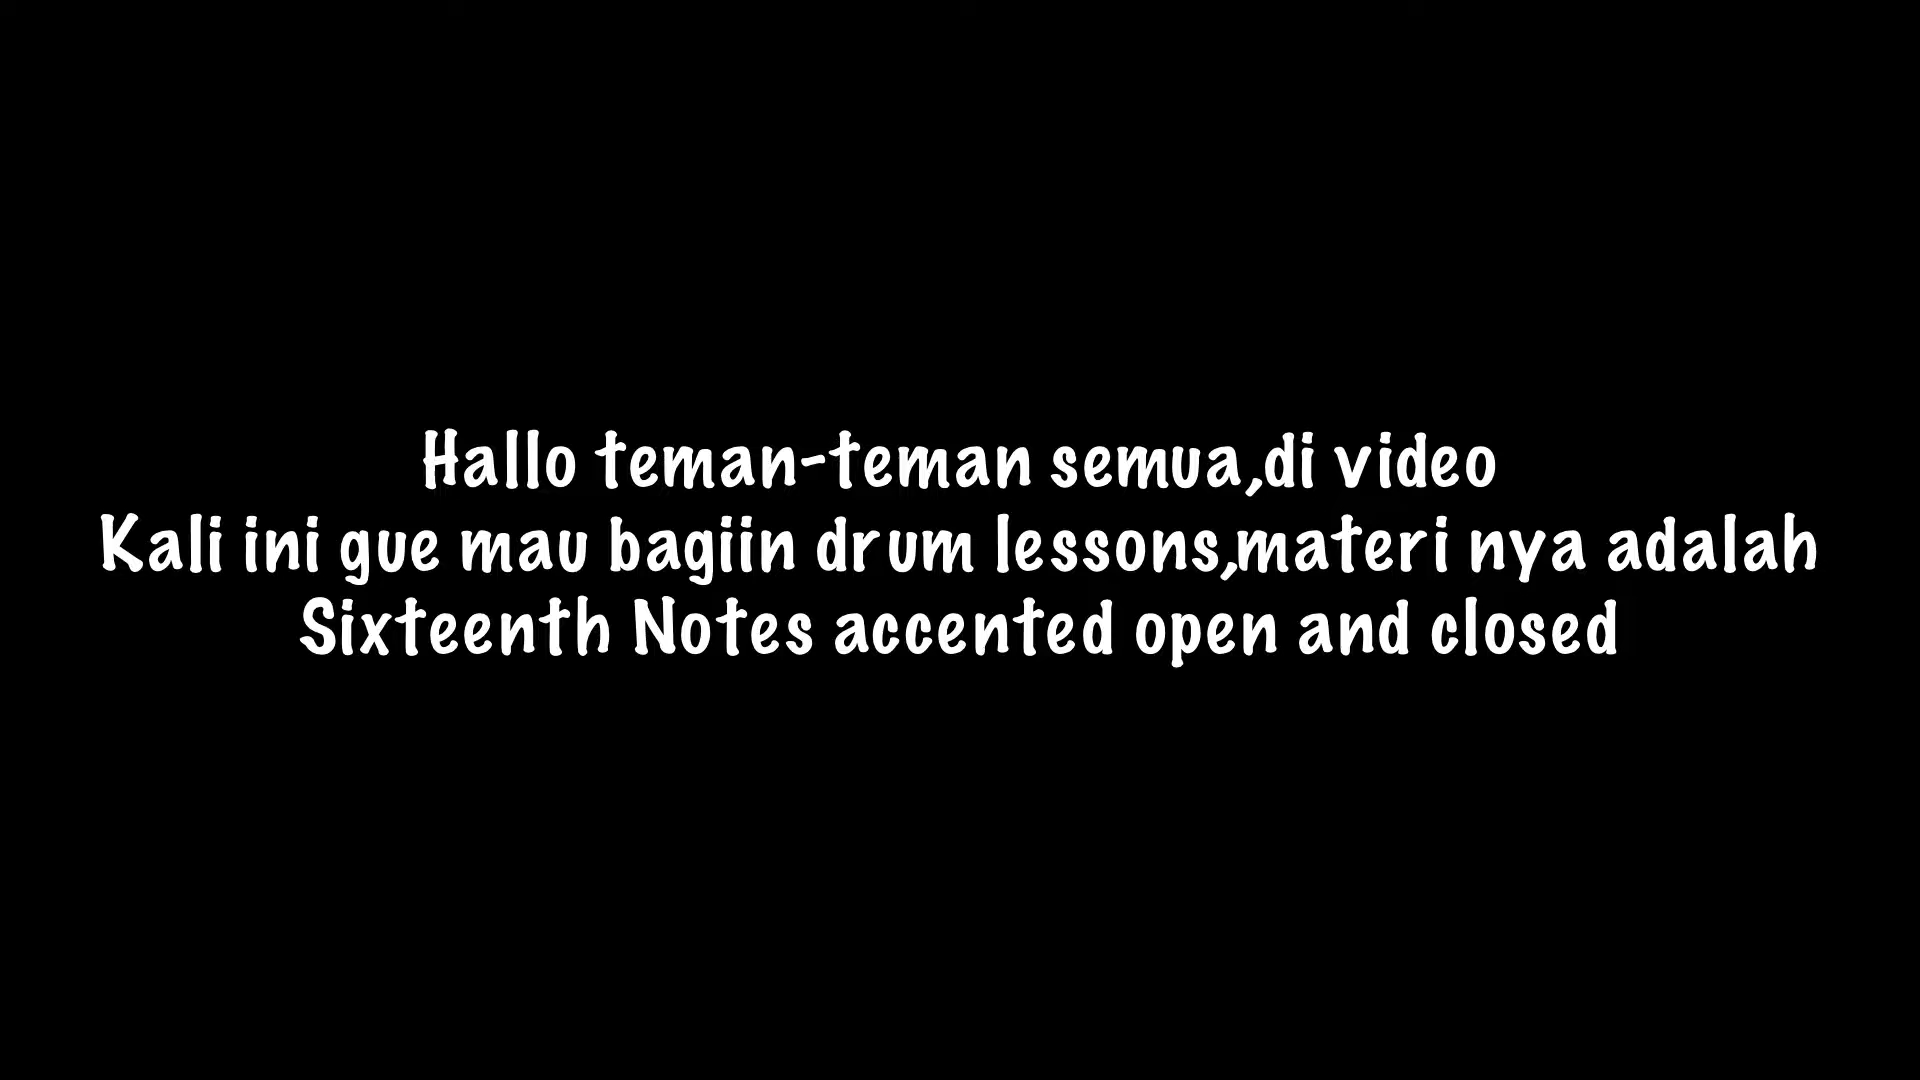 Hallo teman-teman semua,di video
Kali ini gue mau bagiin drum lessons,materi nya adalah
Sixteenth Notes accented open and closed